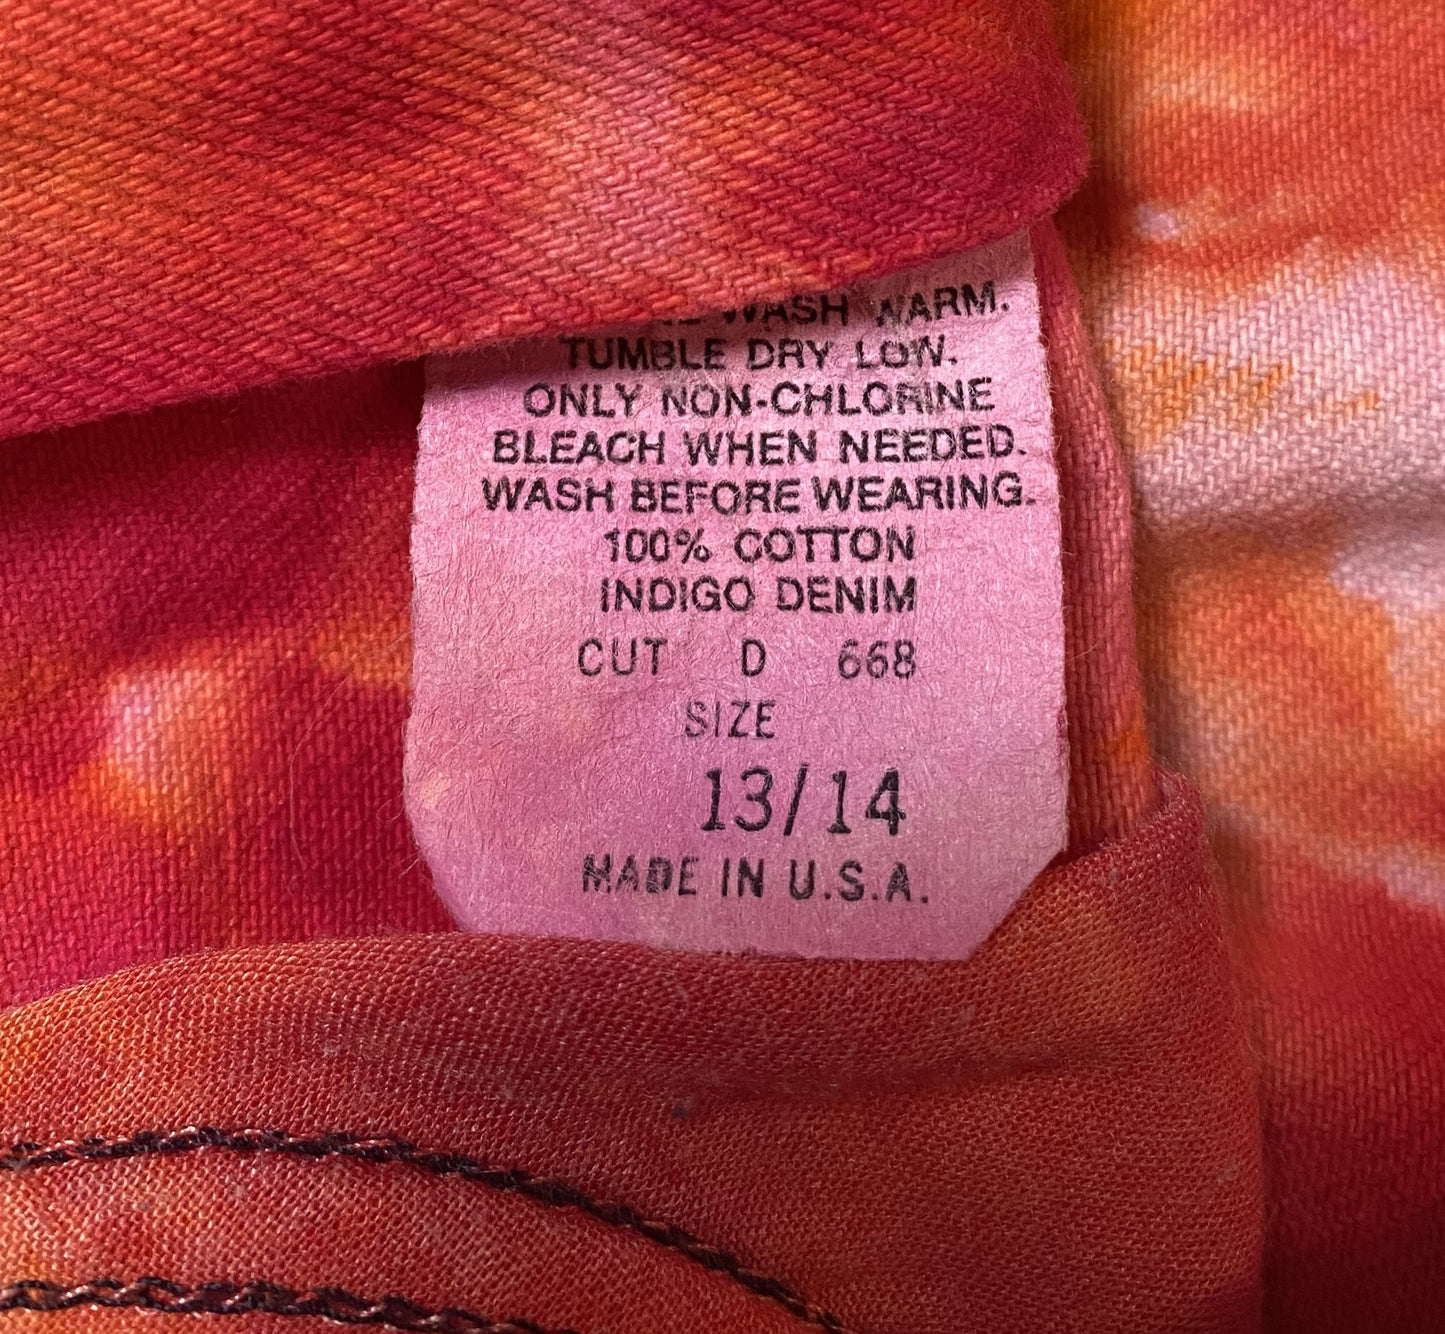 WASH WARM.
TUMBLE DRY LOW.
ONLY NON-CHLORINE
BLEACH WHEN NEEDED.
WASH BEFORE WEARING.
100% COTTON
INDIGO DENIM
CUT D 668
SIZE
13/14
MADE IN U.S.A.